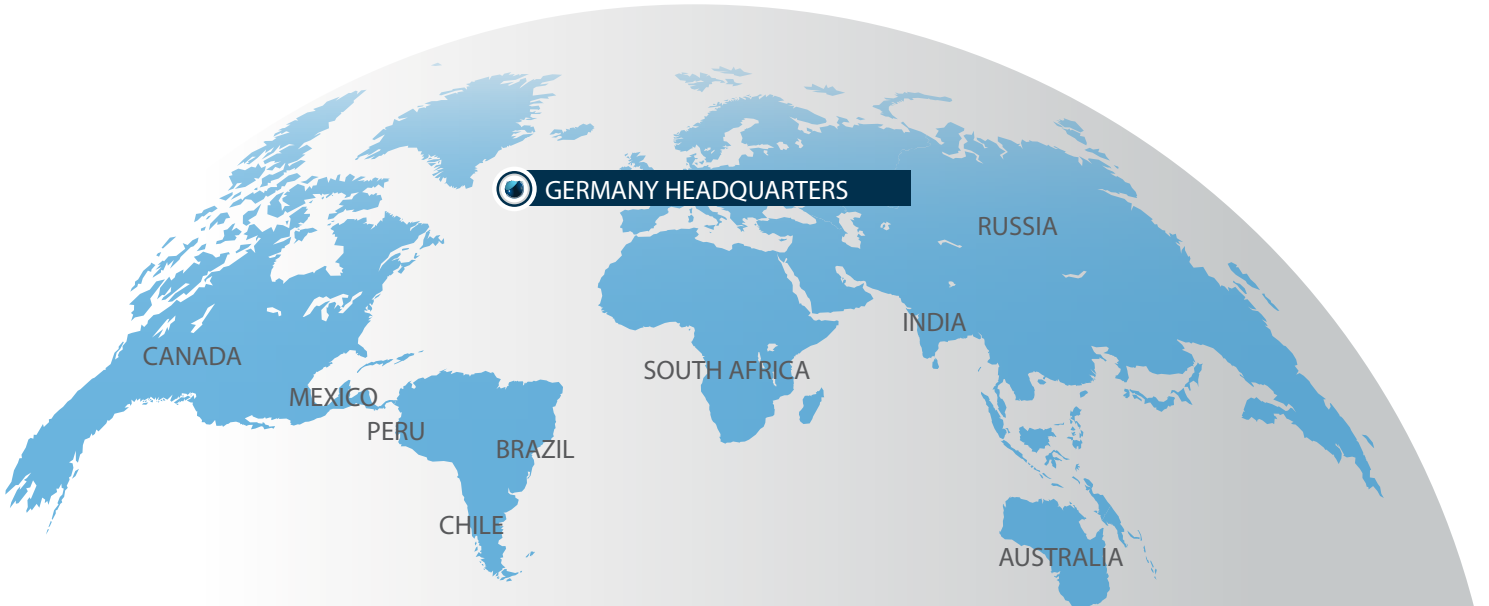 GERMANY HEADQUARTERS
RUSSIA
INDIA
CANADA
SOUTH AFRICA
MEXICO
PERU
BRAZIL
CHILE
AUSTRALIA